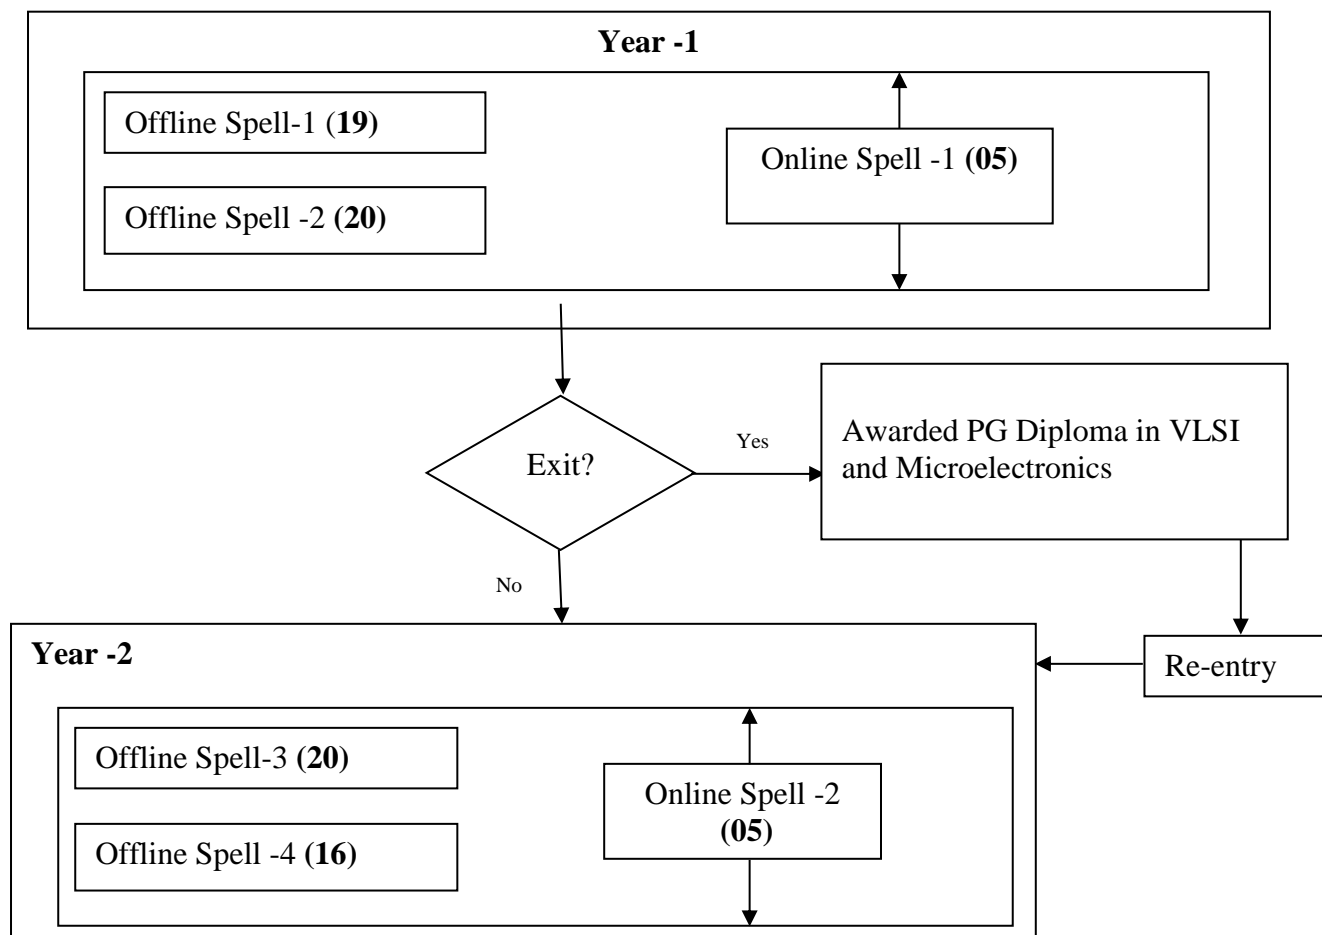 Year -1
Offline Spell-1 (19)
Online Spell -1 (05)
Offline Spell -2 (20)
Exit?
Yes
Awarded PG Diploma in VLSI
and Microelectronics
No
Re-entry
Year -2
Offline Spell-3 (20)
Online Spell -2
(05)
Offline Spell -4 (16)